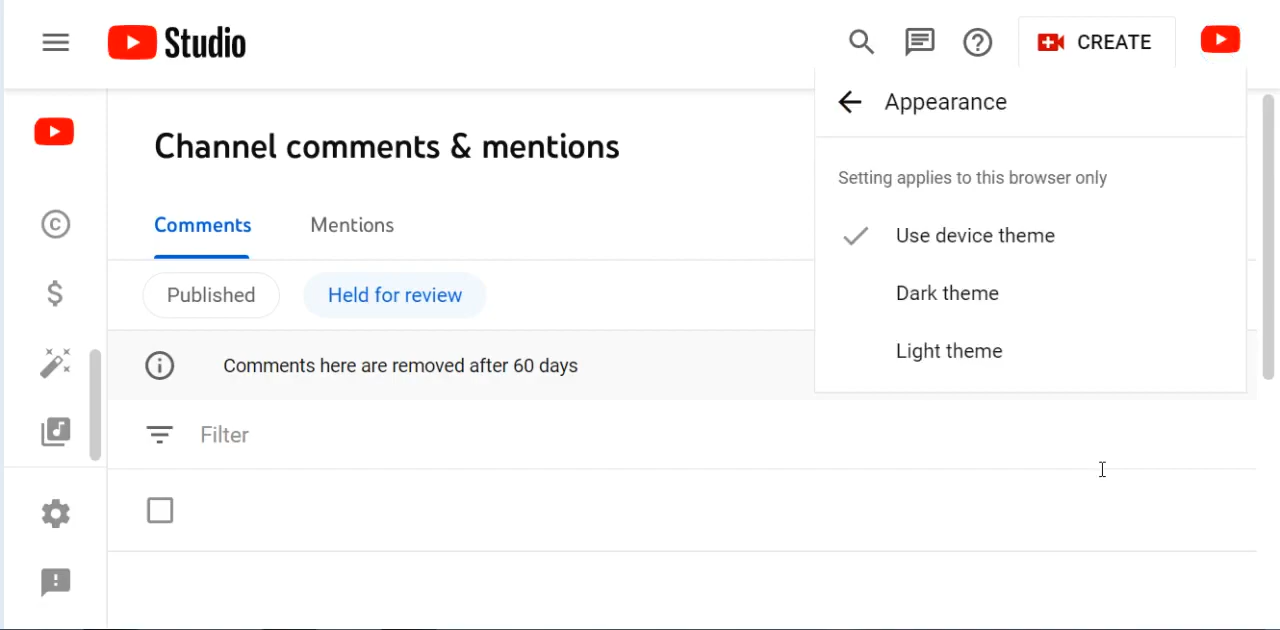 Studio
CREATE
Appearance
Channel comments & mentions
Setting applies to this browser only
Comments Mentions
Use device theme
Published Held for review
Dark theme
Light theme
Comments here are removed after 60 days
Filter